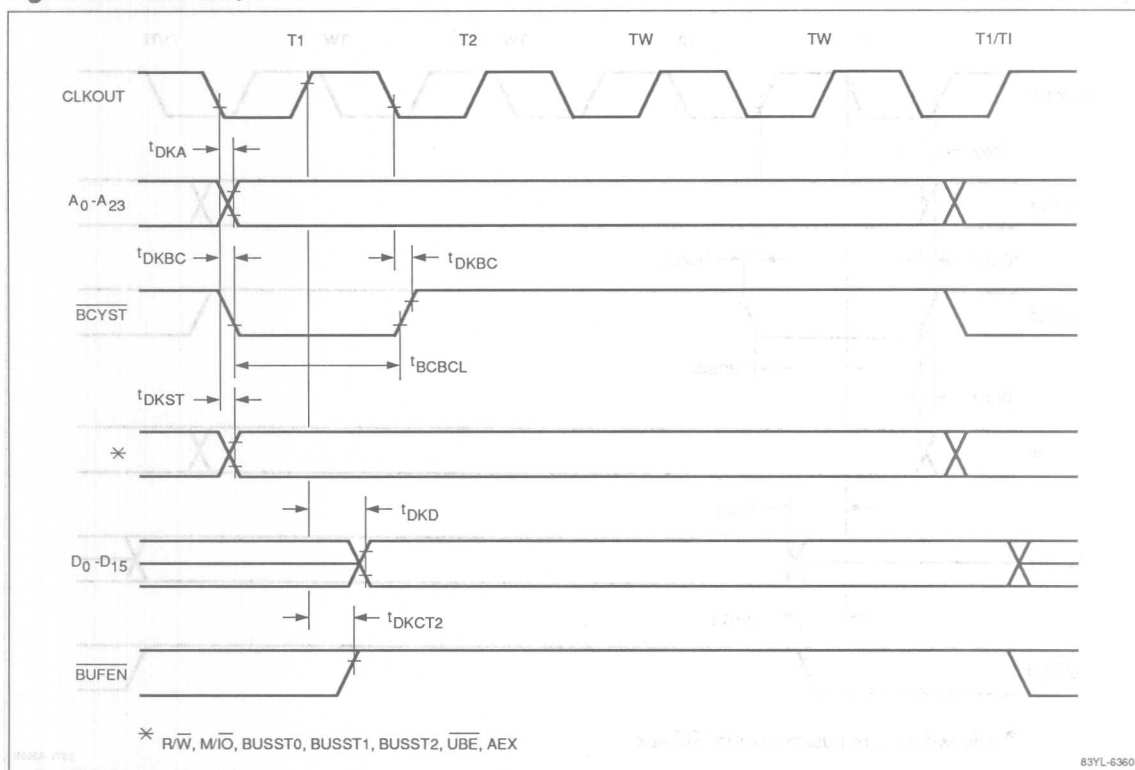 T1 T2 TW TW T1/TI
CLKOUT
tDKA
A0-A23
tDKBC tDKBC
BCYST
tBCBCL
tDKST
*
tDKD
D0-D15
tDKCT2
BUFEN
* R/W, M/IO, BUSST0, BUSST1, BUSST2, UBE, AEX
83YL-6360